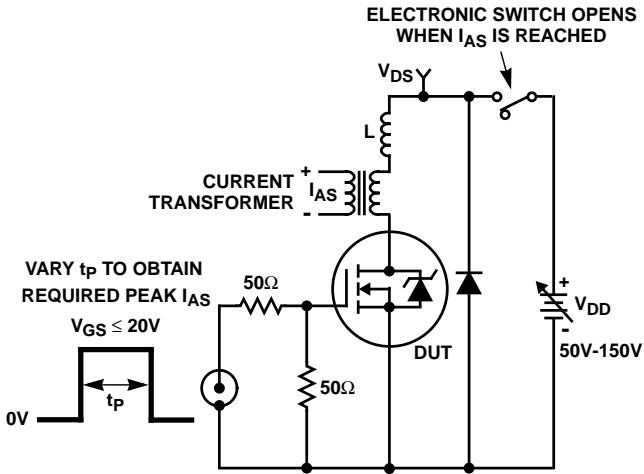 ELECTRONIC SWITCH OPENS
WHEN IAS IS REACHED
VDS
L
+
CURRENT
TRANSFORMER
IAS
-
VARY tP TO OBTAIN
REQUIRED PEAK IAS
50Ω
VGS ≤ 20V
DUT
+
VDD
-
50V-150V
50Ω
0V
tP